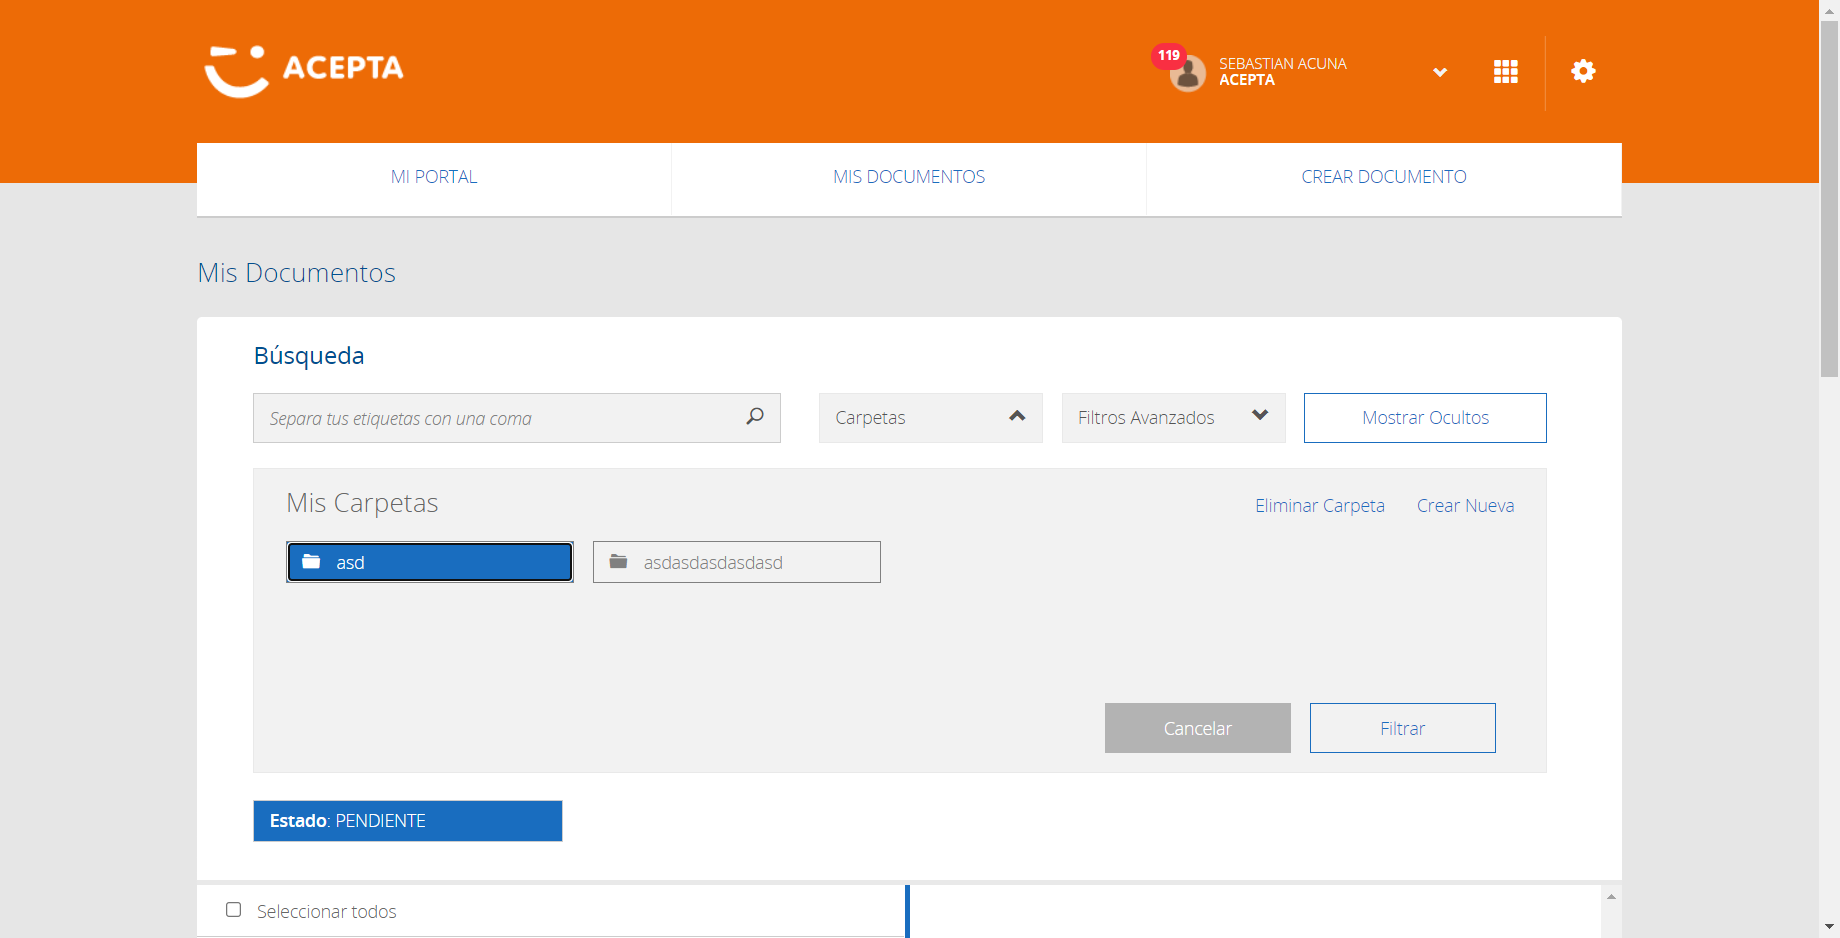 ACEPTA
119
SEBASTIAN ACUNA
ACEPTA
MI PORTAL
MIS DOCUMENTOS
CREAR DOCUMENTO
Mis Documentos
Búsqueda
Separa tus etiquetas con una coma
Carpetas
Filtros Avanzados
Mostrar Ocultos
Mis Carpetas
Eliminar Carpeta
Crear Nueva
asd
asdasdasdasdasd
Cancelar
Filtrar
Estado: PENDIENTE
Seleccionar todos